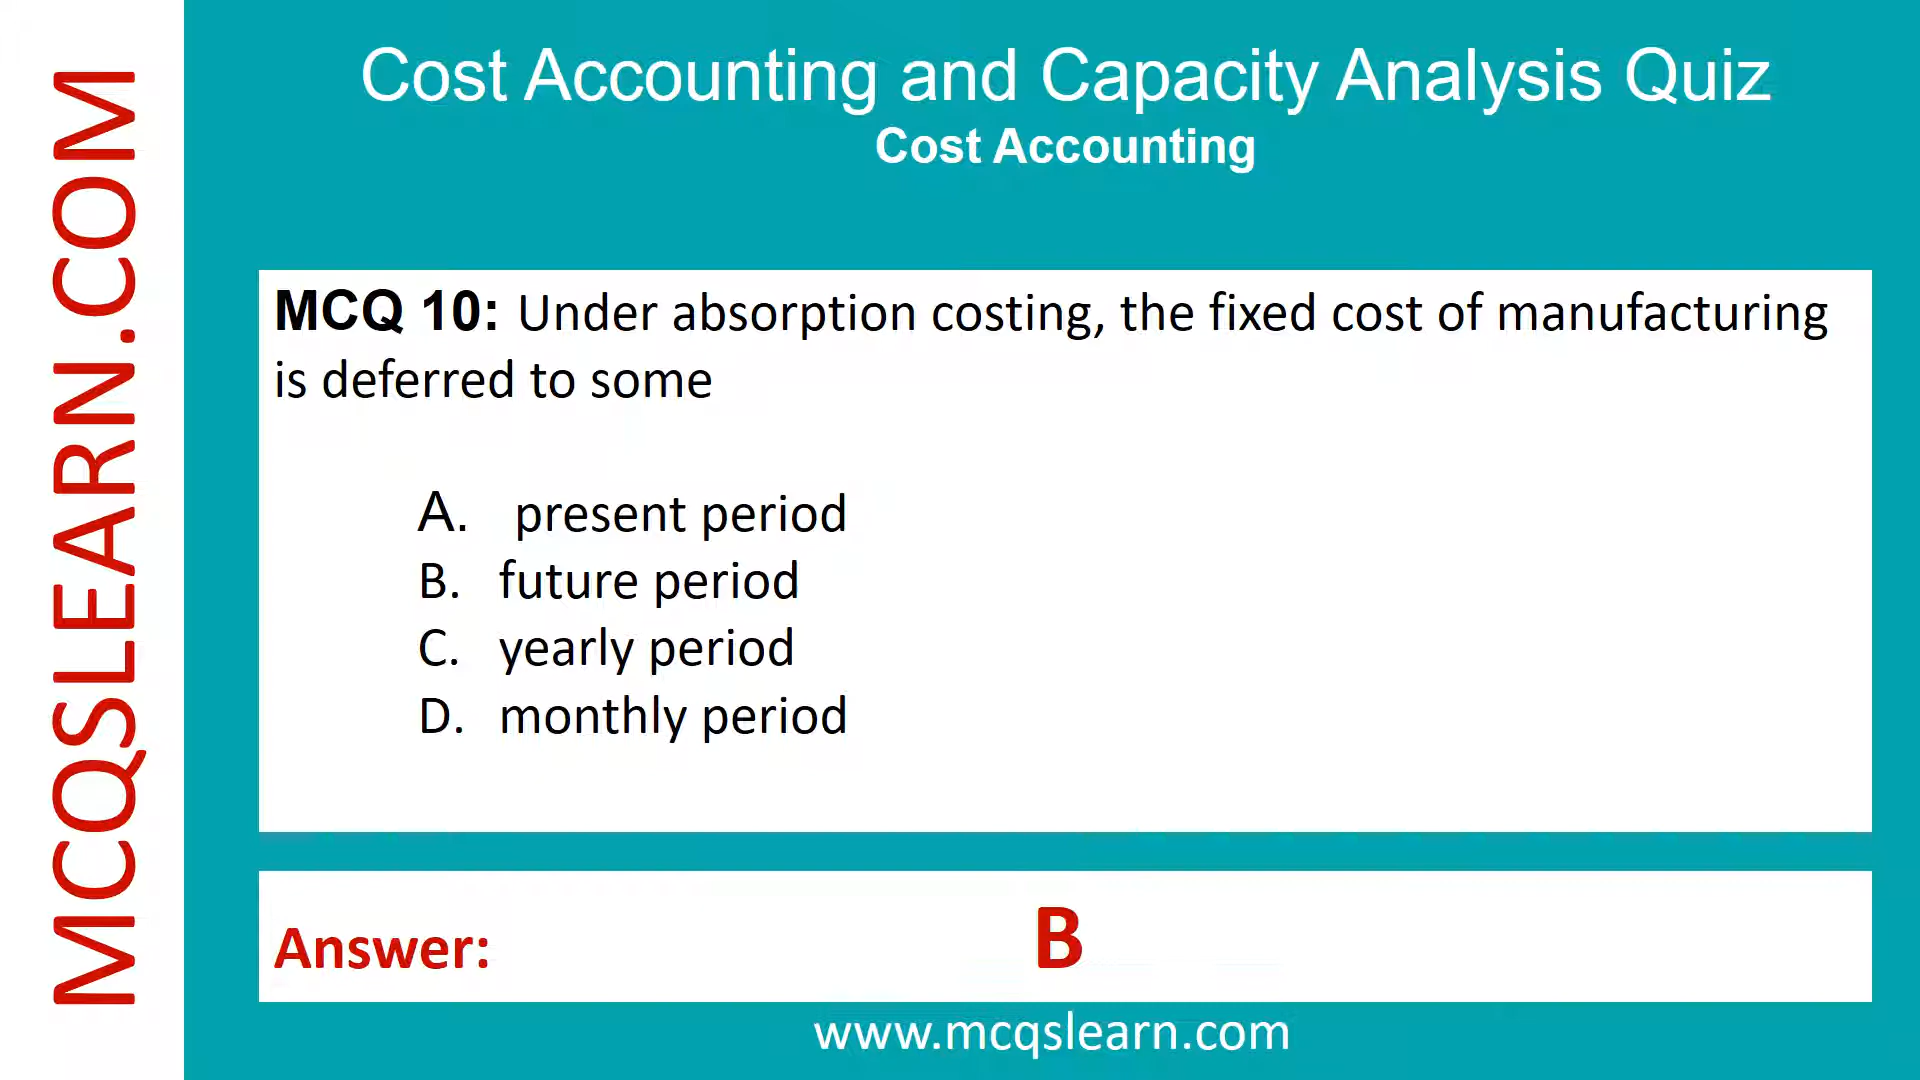 MCQSLEARN.COM
Cost Accounting and Capacity Analysis Quiz
Cost Accounting
MCQ 10: Under absorption costing, the fixed cost of manufacturing
is deferred to some
A. present period
B. future period
C. yearly period
D. monthly period
Answer: B
www.mcqslearn.com